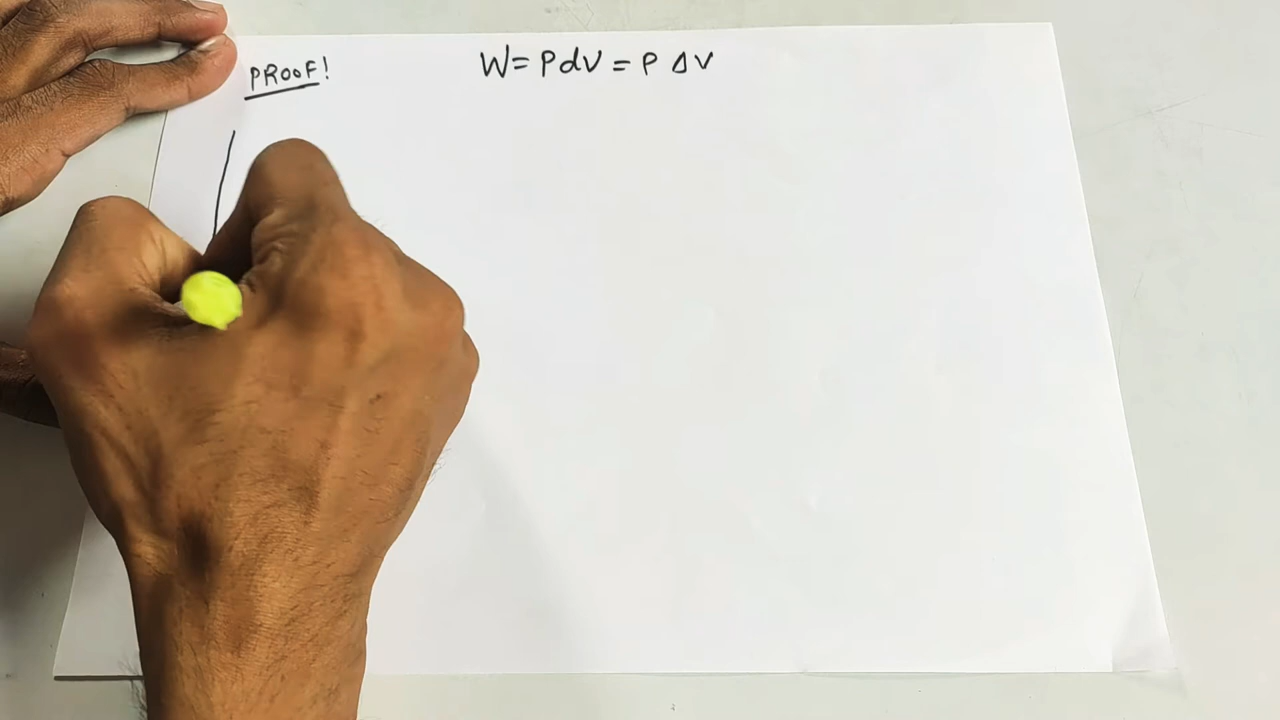 PROOF!
W= PdV = P ΔV